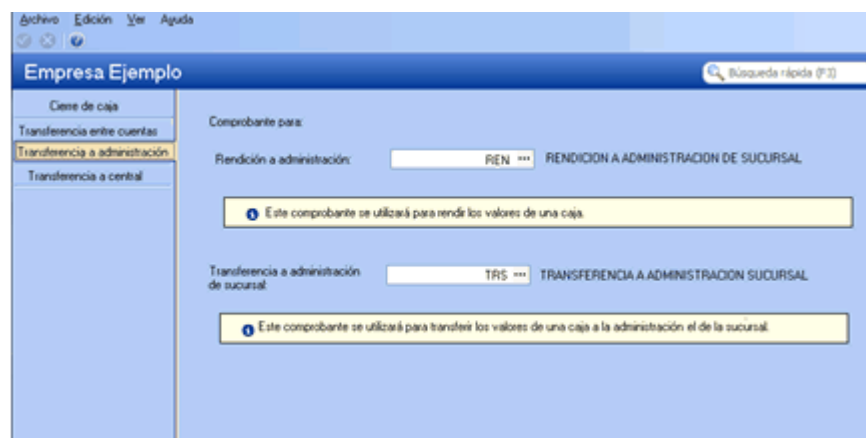 Archivo Edición Ver Ayuda
Empresa Ejemplo
Búsqueda rápida (F3)
Cierre de caja
Transferencia entre cuentas
Transferencia a administración
Transferencia a central
Comprobante para:
Rendición a administración: REN ... RENDICION A ADMINISTRACION DE SUCURSAL
Este comprobante se utilizará para rendir los valores de una caja.
Transferencia a administración
de sucursal: TRS ... TRANSFERENCIA A ADMINISTRACION SUCURSAL
Este comprobante se utilizará para transferir los valores de una caja a la administración el de la sucursal.